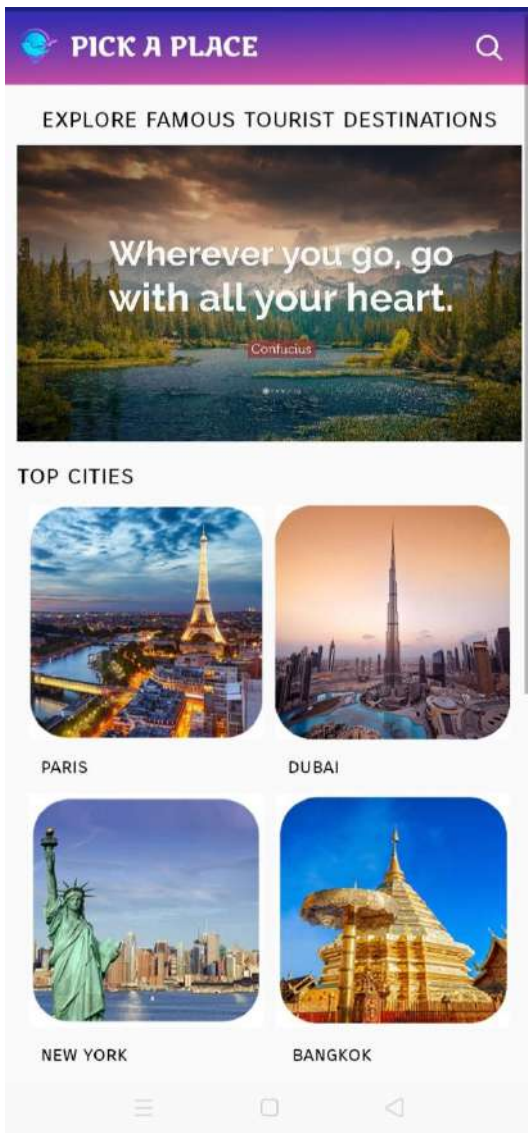 PICK A PLACE
EXPLORE FAMOUS TOURIST DESTINATIONS
Wherever you go, go
with all your heart.
Confucius
TOP CITIES
PARIS
DUBAI
NEW YORK
BANGKOK